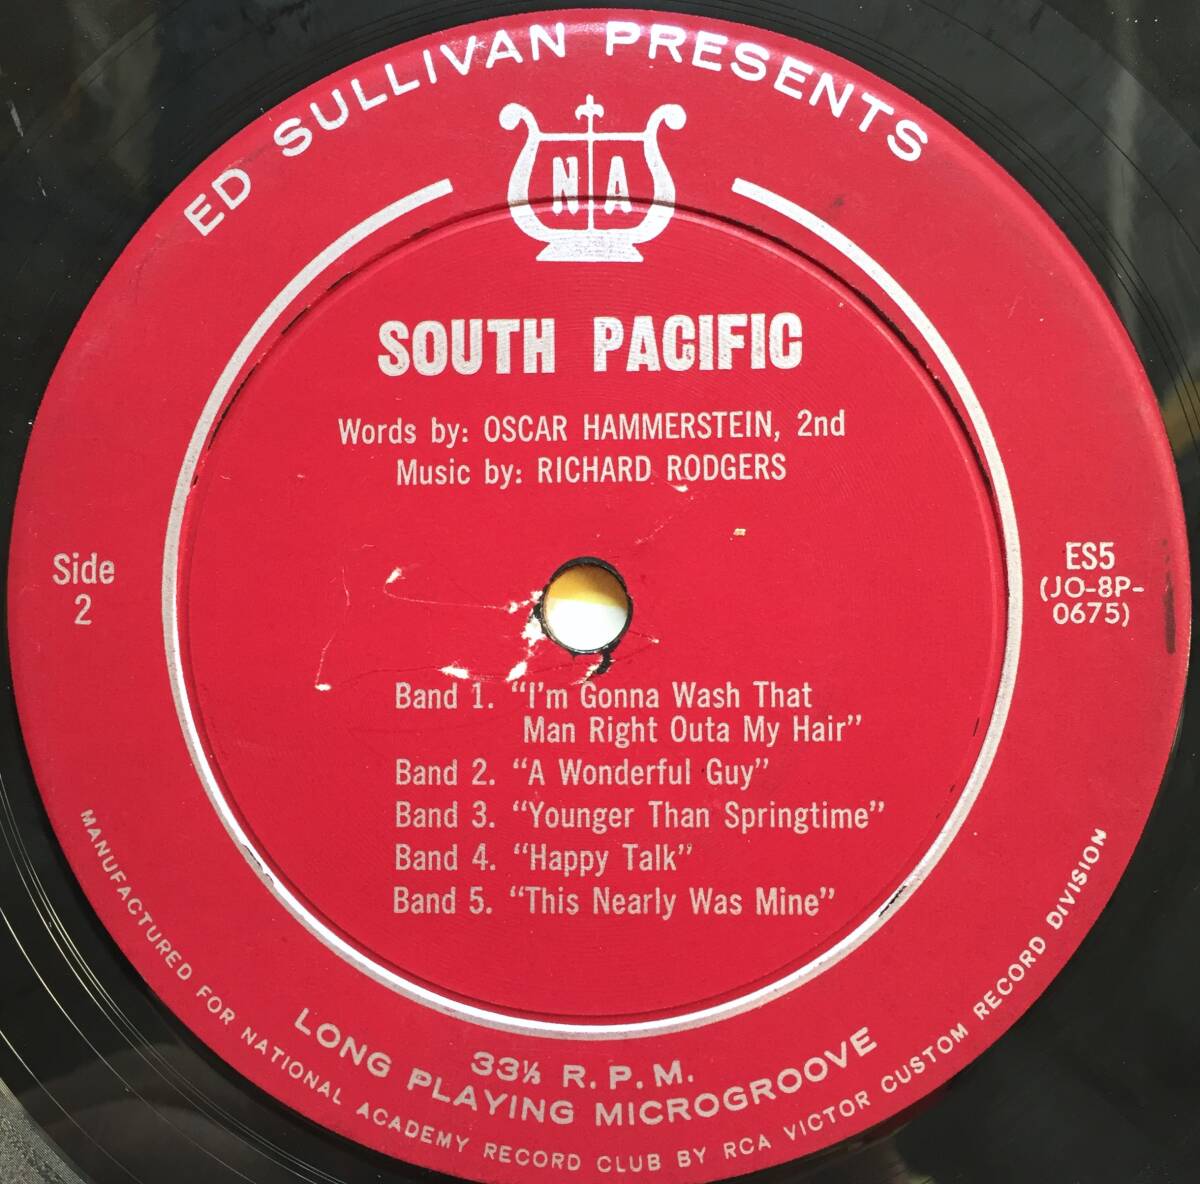 ED SULLIVAN PRESENTS
N A
SOUTH PACIFIC
Words by: OSCAR HAMMERSTEIN, 2nd
Music by: RICHARD RODGERS
Side
2
ES5
(JO-8P-
0675)
Band 1. “I’m Gonna Wash That
Man Right Outa My Hair”
Band 2. “A Wonderful Guy”
Band 3. “Younger Than Springtime”
Band 4. “Happy Talk”
Band 5. “This Nearly Was Mine”
33⅓ R.P.M.
LONG PLAYING MICROGROOVE
MANUFACTURED FOR NATIONAL ACADEMY RECORD CLUB BY RCA VICTOR CUSTOM RECORD DIVISION